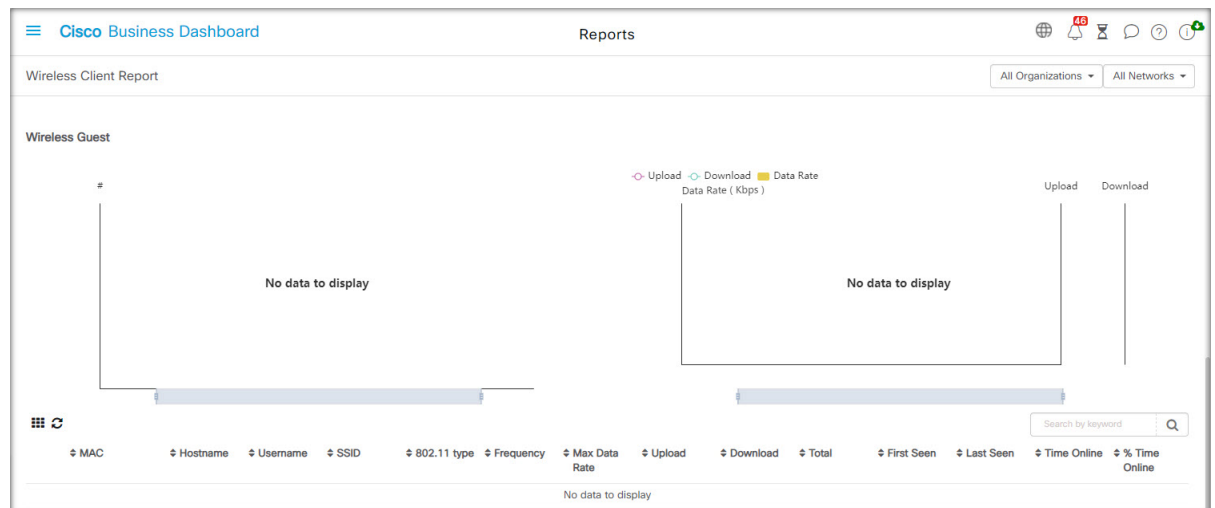 Cisco Business Dashboard
Reports
46
Wireless Client Report
All Organizations
All Networks
Wireless Guest
#
Upload Download Data Rate
Data Rate ( Kbps )
Upload Download
No data to display
No data to display
Search by keyword
MAC Hostname Username SSID 802.11 type Frequency Max Data Rate Upload Download Total First Seen Last Seen Time Online % Time Online
No data to display